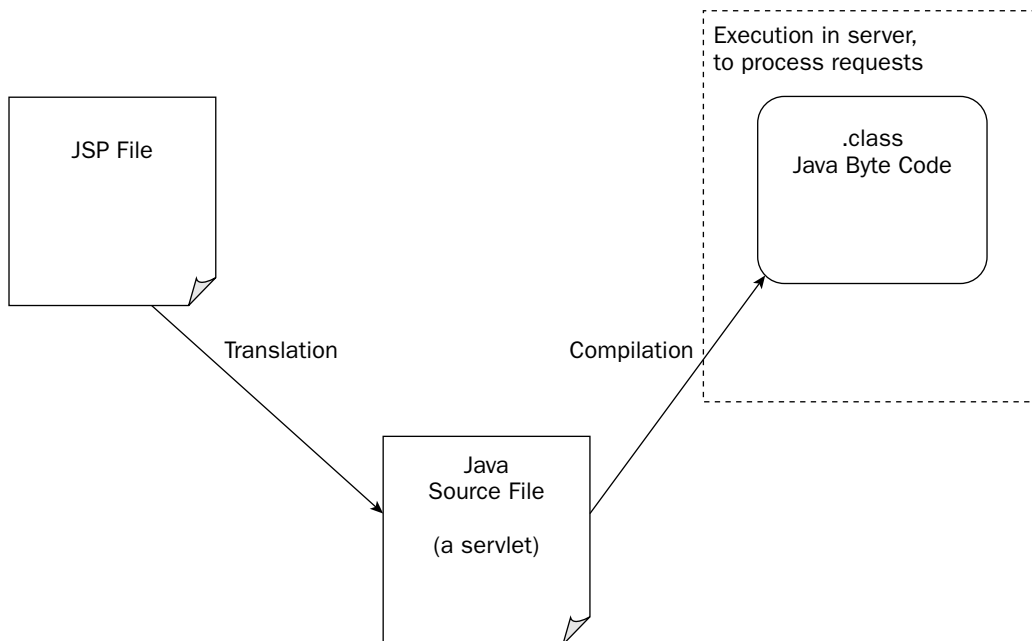 Execution in server,
to process requests
JSP File
.class
Java Byte Code
Translation
Compilation
Java
Source File
(a servlet)